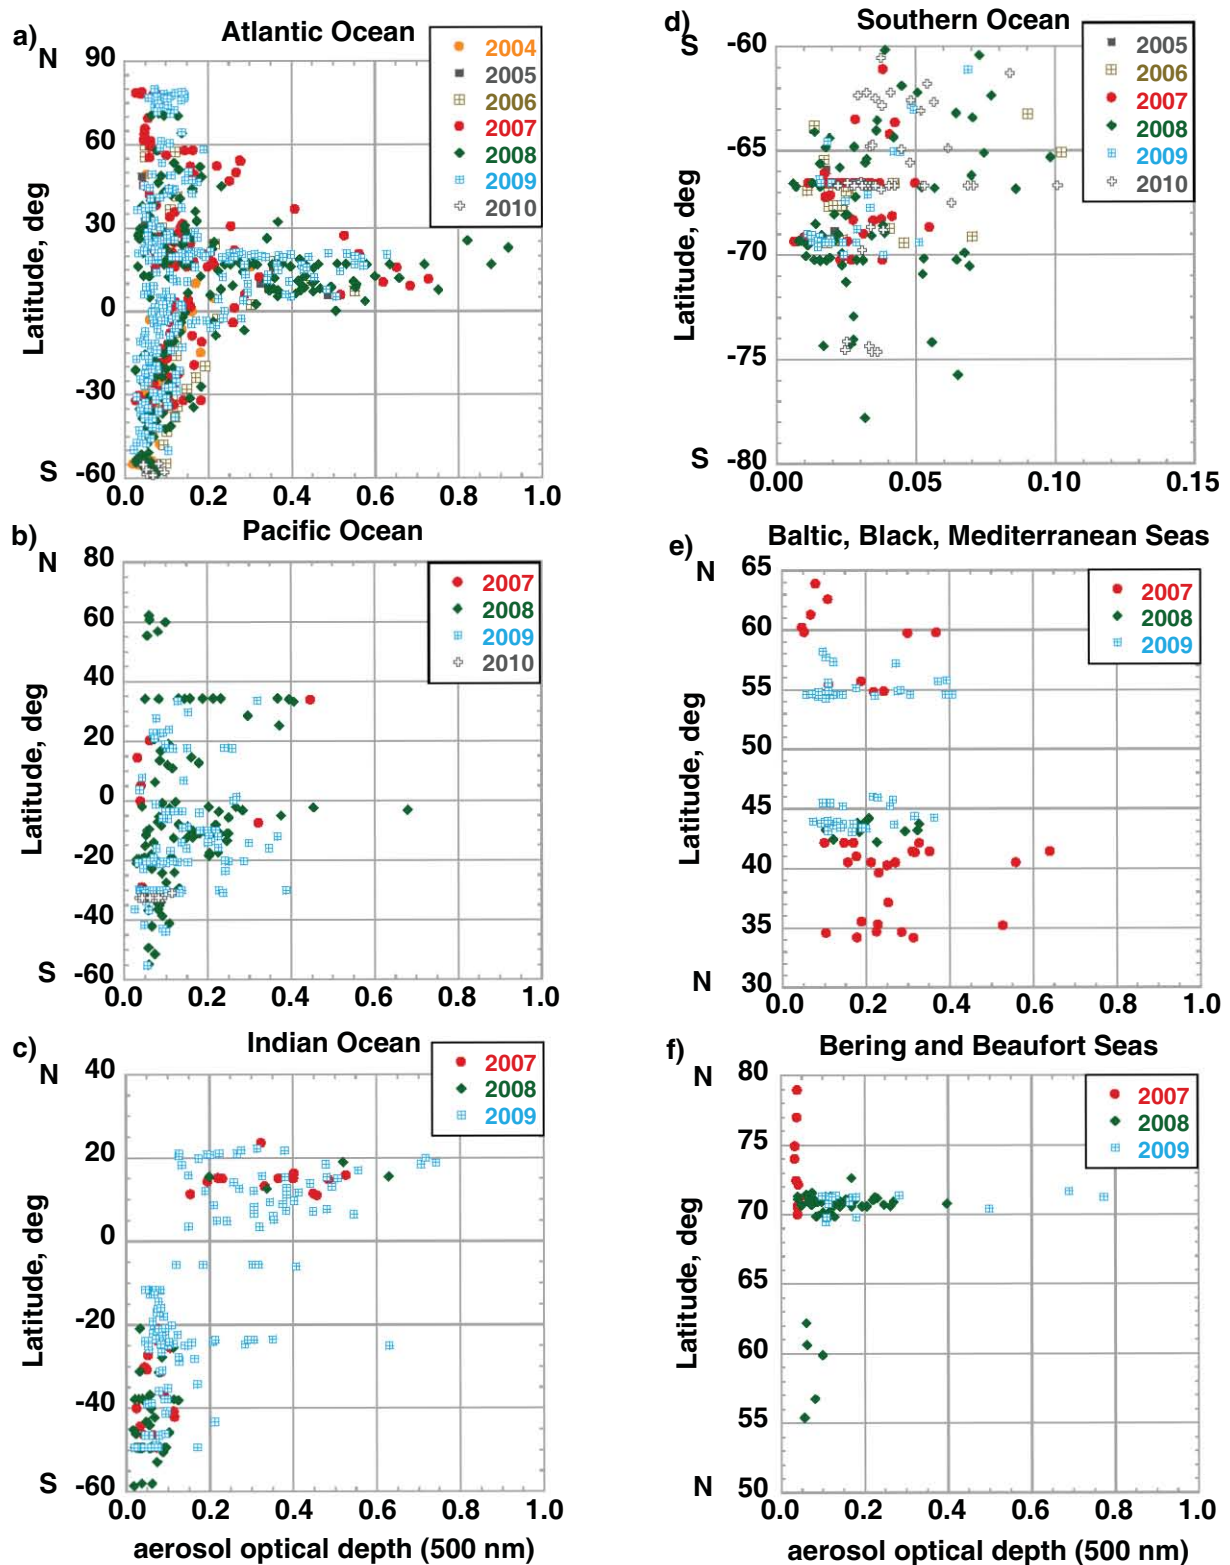 a)
Atlantic Ocean
N
90
60
30
0
-30
-60
S
Latitude, deg
0.0 0.2 0.4 0.6 0.8 1.0
2004
2005
2006
2007
2008
2009
2010
b)
Pacific Ocean
N
80
60
40
20
0
-20
-40
-60
S
Latitude, deg
0.0 0.2 0.4 0.6 0.8 1.0
2007
2008
2009
2010
c)
Indian Ocean
N
40
20
0
-20
-40
-60
S
Latitude, deg
0.0 0.2 0.4 0.6 0.8 1.0
aerosol optical depth (500 nm)
2007
2008
2009
d)
Southern Ocean
S
-60
-65
-70
-75
-80
S
Latitude, deg
0.00 0.05 0.10 0.15
2005
2006
2007
2008
2009
2010
e)
Baltic, Black, Mediterranean Seas
N
65
60
55
50
45
40
35
30
N
Latitude, deg
0.0 0.2 0.4 0.6 0.8 1.0
2007
2008
2009
f)
Bering and Beaufort Seas
N
80
75
70
65
60
55
50
N
Latitude, deg
0.0 0.2 0.4 0.6 0.8 1.0
aerosol optical depth (500 nm)
2007
2008
2009